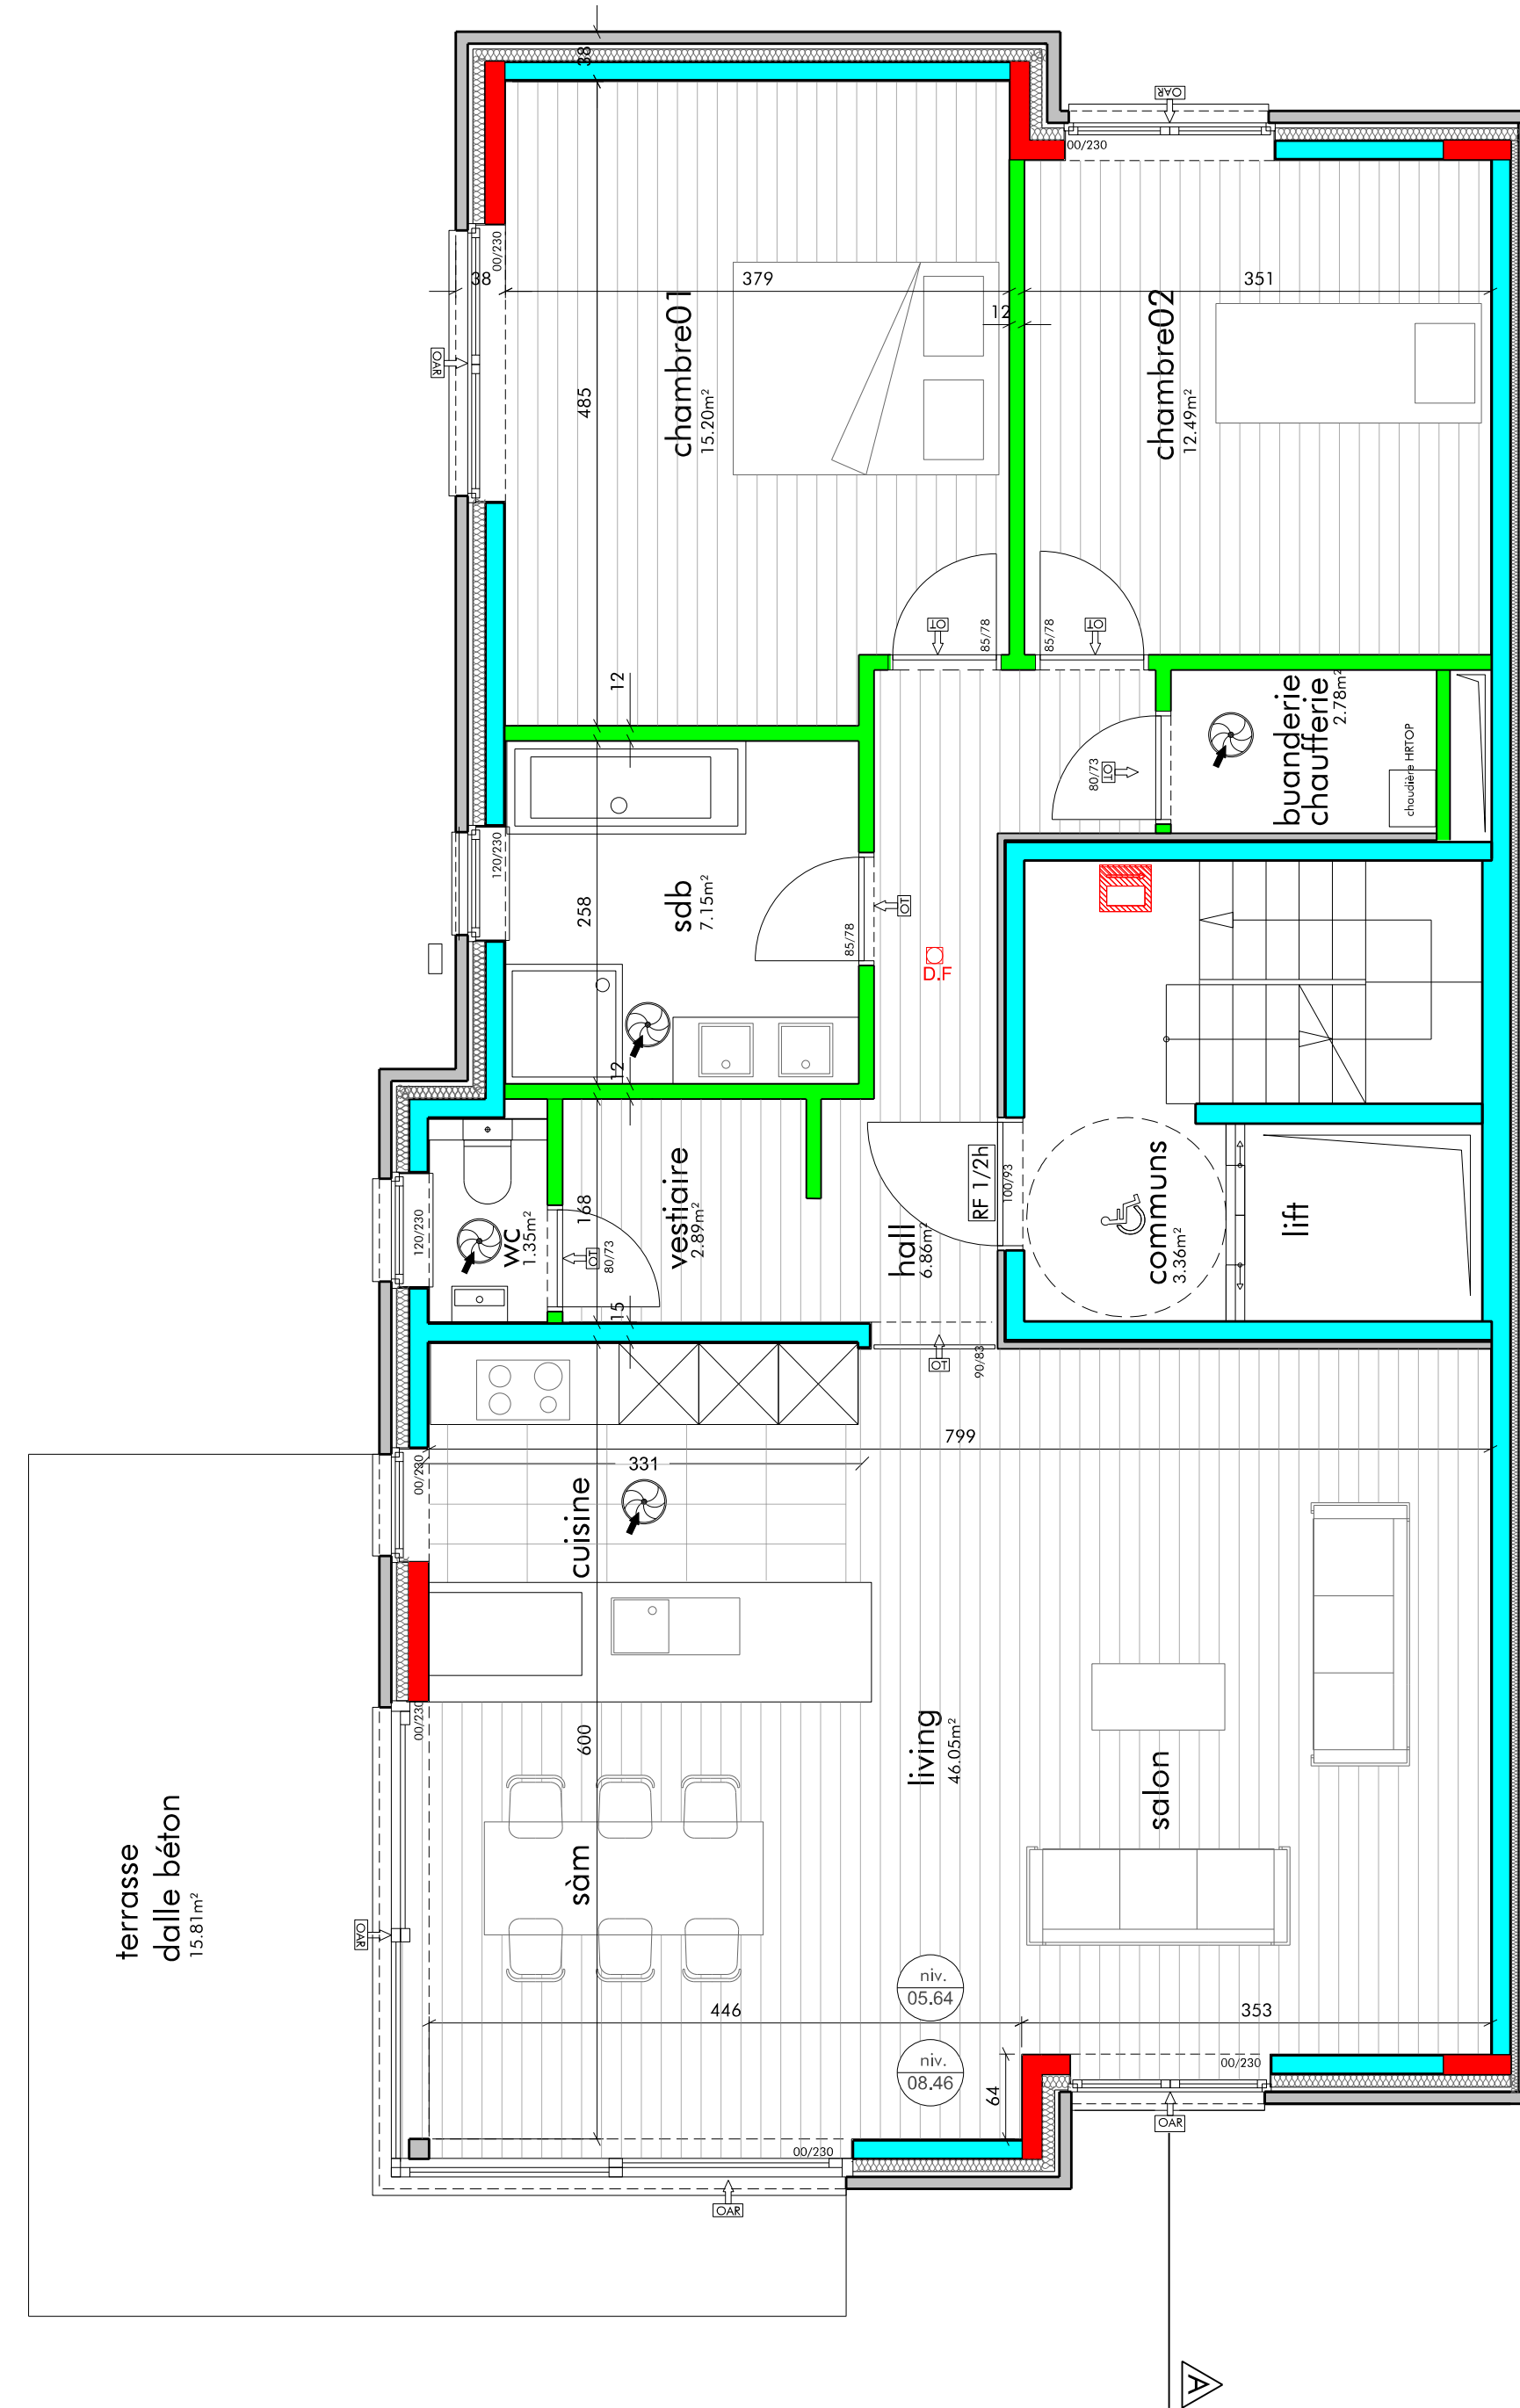 38
OAR
00/230
00/230
38
379
351
12
chambre01
15.20m²
chambre02
12.49m²
OAR
485
OT
85/78
85/78
OT
12
buanderie
chaufferie
2.78m²
chaudière HRTOP
80/73
OT
120/230
258
sdb
7.15m²
85/78
OT
D.F
12
120/230
wc
1.35m²
168
OT
80/73
vestiaire
2.89m²
hall
6.86m²
RF 1/2h
100/93
communs
3.36m²
lift
15
OT
90/83
799
331
00/230
cuisine
00/230
600
living
46.05m²
salon
sàm
terrasse
dalle béton
15.81m²
OAR
niv.
05.64
446
353
niv.
08.46
64
00/230
00/230
OAR
OAR
A